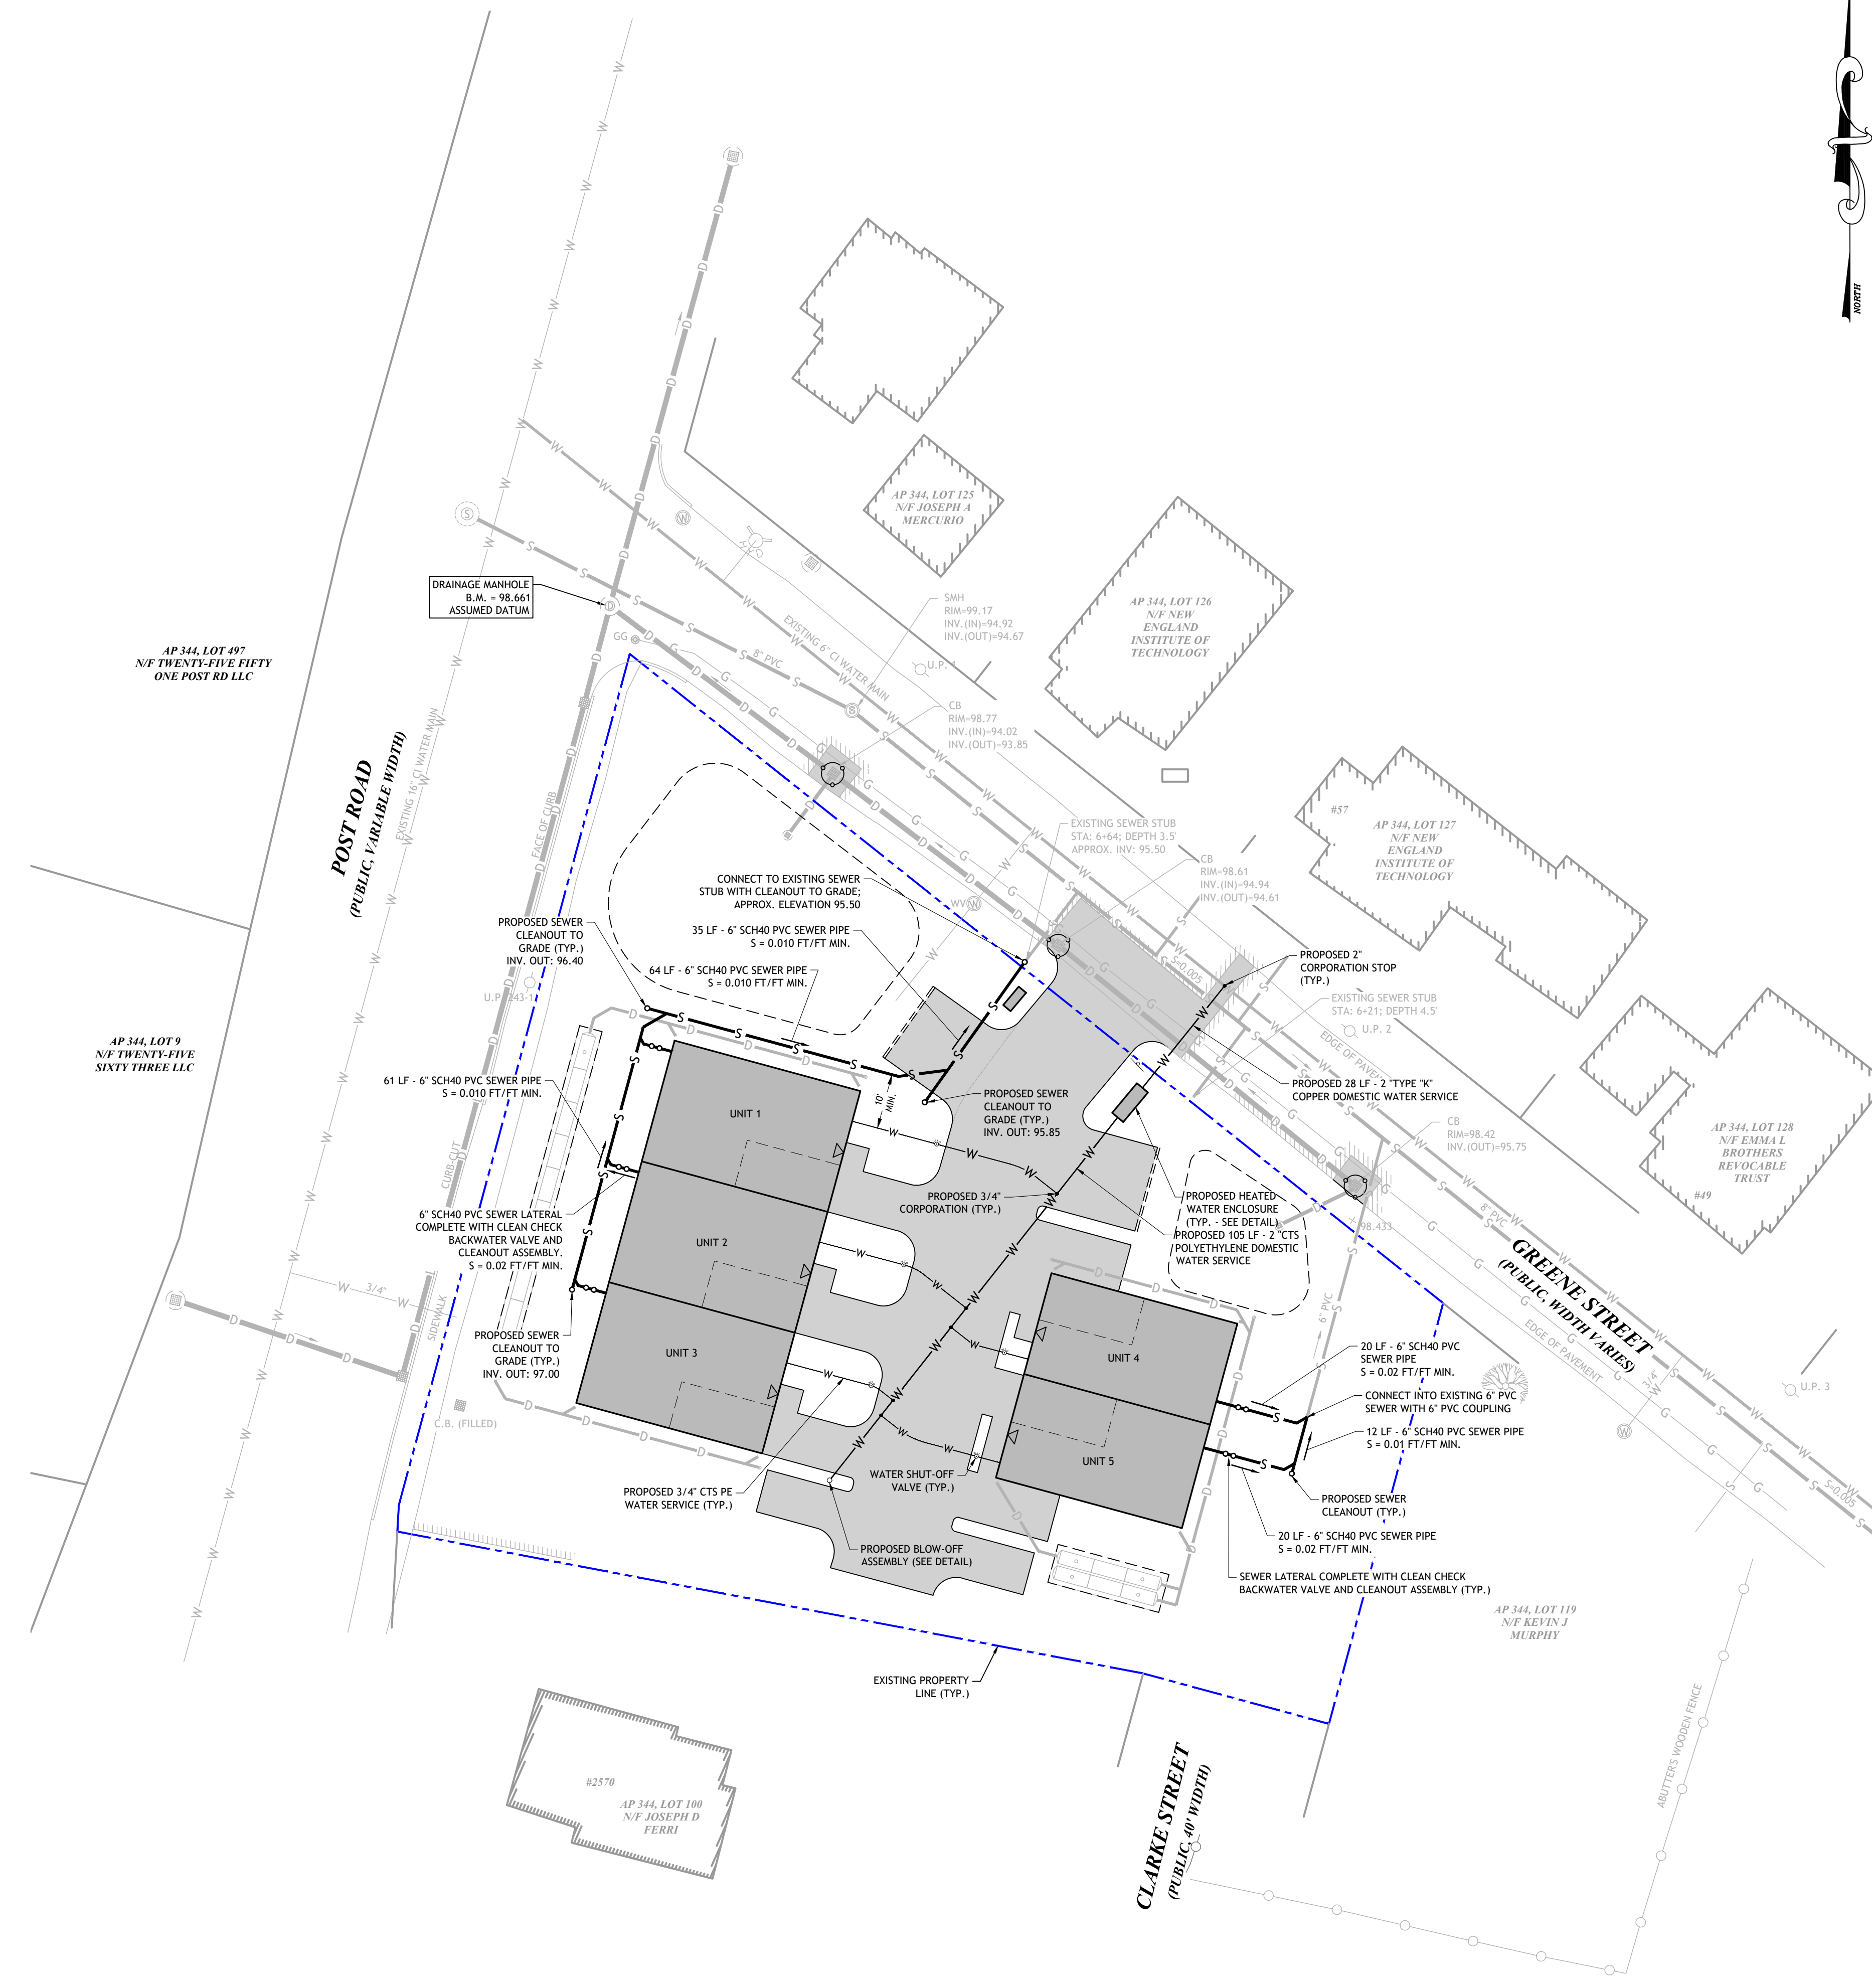 NORTH
AP 344, LOT 125
N/F JOSEPH A
MERCURIO
DRAINAGE MANHOLE
B.M. = 98.661
ASSUMED DATUM
GG
SMH
RIM=99.17
INV.(IN)=94.92
INV.(OUT)=94.67
EXISTING 6" CI WATER MAIN
8" PVC
HYD
AP 344, LOT 126
N/F NEW
ENGLAND
INSTITUTE OF
TECHNOLOGY
AP 344, LOT 497
N/F TWENTY-FIVE FIFTY
ONE POST RD LLC
U.P. 1
CB
RIM=98.77
INV.(IN)=94.02
INV.(OUT)=93.85
POST ROAD
(PUBLIC, VARIABLE WIDTH)
EXISTING 16" CI WATER MAIN
FACE OF CURB
#57
AP 344, LOT 127
N/F NEW
ENGLAND
INSTITUTE OF
TECHNOLOGY
EXISTING SEWER STUB
STA: 6+64; DEPTH 3.5'
APPROX. INV: 95.50
CB
RIM=98.61
INV.(IN)=94.94
INV.(OUT)=94.61
CONNECT TO EXISTING SEWER
STUB WITH CLEANOUT TO GRADE;
APPROX. ELEVATION 95.50
WV
PROPOSED SEWER
CLEANOUT TO
GRADE (TYP.)
INV. OUT: 96.40
35 LF - 6" SCH40 PVC SEWER PIPE
S = 0.010 FT/FT MIN.
64 LF - 6" SCH40 PVC SEWER PIPE
S = 0.010 FT/FT MIN.
S=0.005
PROPOSED 2"
CORPORATION STOP
(TYP.)
U.P. 243-1
EXISTING SEWER STUB
STA: 6+21; DEPTH 4.5'
U.P. 2
EDGE OF PAVEM
AP 344, LOT 9
N/F TWENTY-FIVE
SIXTY THREE LLC
61 LF - 6" SCH40 PVC SEWER PIPE
S = 0.010 FT/FT MIN.
PROPOSED 28 LF - 2 "TYPE "K"
COPPER DOMESTIC WATER SERVICE
UNIT 1
10'
MIN.
PROPOSED SEWER
CLEANOUT TO
GRADE (TYP.)
INV. OUT: 95.85
CB
RIM=98.42
INV.(OUT)=95.75
AP 344, LOT 128
N/F EMMA L
BROTHERS
REVOCABLE
TRUST
#49
CURB-CUT
PROPOSED 3/4"
CORPORATION (TYP.)
PROPOSED HEATED
WATER ENCLOSURE
(TYP. - SEE DETAIL)
PROPOSED 105 LF - 2 "CTS
POLYETHYLENE DOMESTIC
WATER SERVICE
98.433
8" PVC
6" SCH40 PVC SEWER LATERAL
COMPLETE WITH CLEAN CHECK
BACKWATER VALVE AND
CLEANOUT ASSEMBLY.
S = 0.02 FT/FT MIN.
UNIT 2
GREENE STREET
(PUBLIC, WIDTH VARIES)
3/4"
SIDEWALK
6" PVC
EDGE OF PAVEMENT
PROPOSED SEWER
CLEANOUT TO
GRADE (TYP.)
INV. OUT: 97.00
UNIT 3
UNIT 4
20 LF - 6" SCH40 PVC
SEWER PIPE
S = 0.02 FT/FT MIN.
3/4"
U.P. 3
CONNECT INTO EXISTING 6" PVC
SEWER WITH 6" PVC COUPLING
C.B. (FILLED)
12 LF - 6" SCH40 PVC SEWER PIPE
S = 0.01 FT/FT MIN.
UNIT 5
WATER SHUT-OFF
VALVE (TYP.)
PROPOSED 3/4" CTS PE
WATER SERVICE (TYP.)
S=0.005
PROPOSED SEWER
CLEANOUT (TYP.)
20 LF - 6" SCH40 PVC SEWER PIPE
S = 0.02 FT/FT MIN.
PROPOSED BLOW-OFF
ASSEMBLY (SEE DETAIL)
SEWER LATERAL COMPLETE WITH CLEAN CHECK
BACKWATER VALVE AND CLEANOUT ASSEMBLY (TYP.)
AP 344, LOT 119
N/F KEVIN J
MURPHY
EXISTING PROPERTY
LINE (TYP.)
ABUTTER'S WOODEN FENCE
#2570
AP 344, LOT 100
N/F JOSEPH D
FERRI
CLARKE STREET
(PUBLIC, 40' WIDTH)